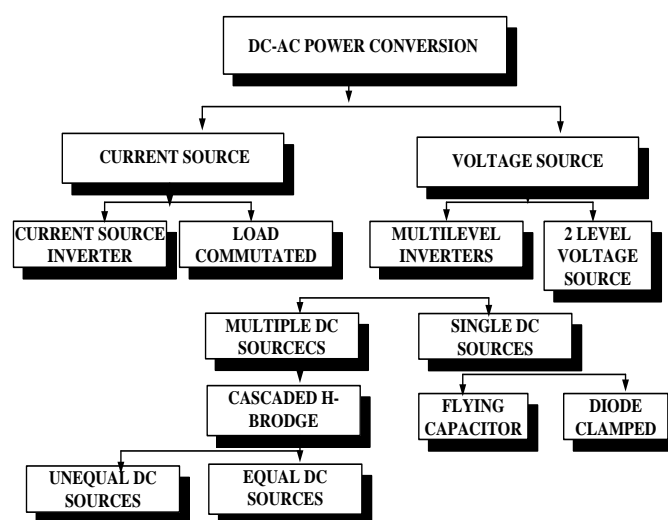 DC-AC POWER CONVERSION
CURRENT SOURCE
VOLTAGE SOURCE
CURRENT SOURCE
INVERTER
LOAD
COMMUTATED
MULTILEVEL
INVERTERS
2 LEVEL
VOLTAGE
SOURCE
MULTIPLE DC
SOURCECS
SINGLE DC
SOURCES
CASCADED H-
BRODGE
FLYING
CAPACITOR
DIODE
CLAMPED
UNEQUAL DC
SOURCES
EQUAL DC
SOURCES